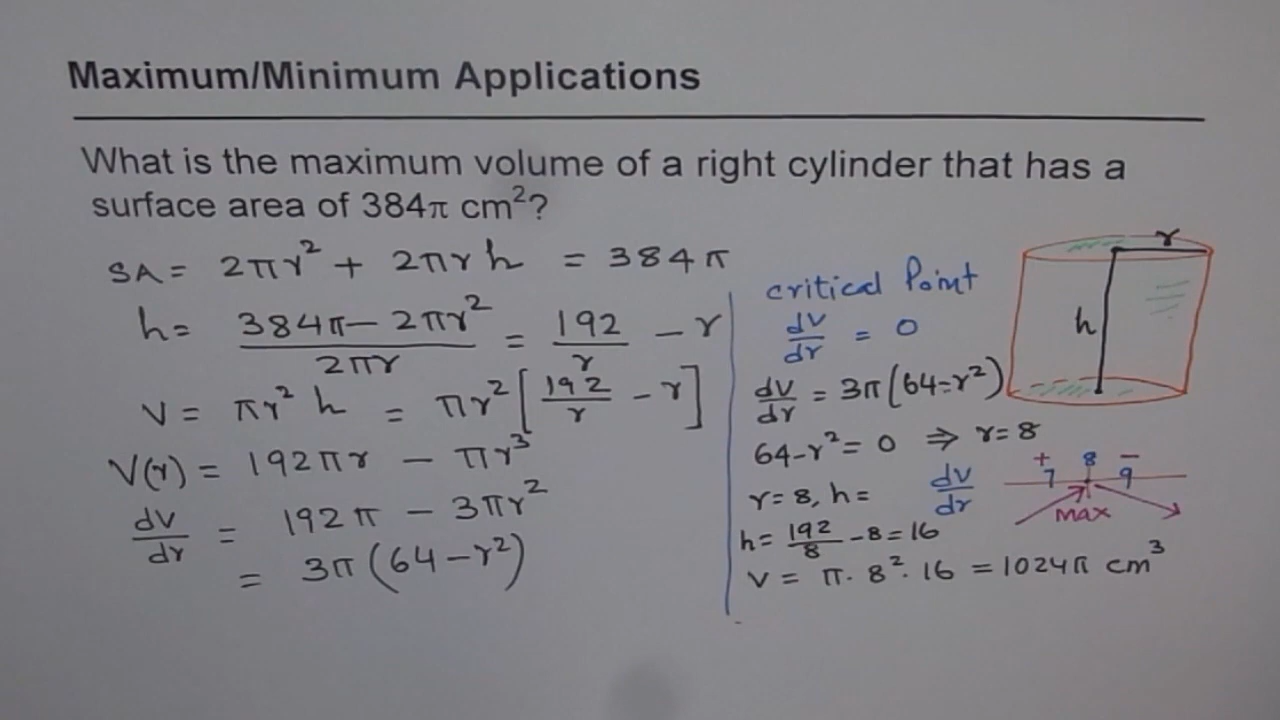 Maximum/Minimum Applications
What is the maximum volume of a right cylinder that has a
surface area of 384π cm²?
SA = 2πr² + 2πrh = 384π
h = (384π − 2πr²)/(2πr) = 192/r − r
V = πr² h = πr² [192/r − r]
V(r) = 192πr − πr³
dV/dr = 192π − 3πr²
= 3π(64 − r²)
critical Point
dV/dr = 0
dV/dr = 3π(64 − r²)
64 − r² = 0 ⇒ r = 8
r = 8, h =
h = 192/8 − 8 = 16
V = π · 8² · 16 = 1024π cm³
dV/dr
+ 8 −
7 9
MAX
r
h